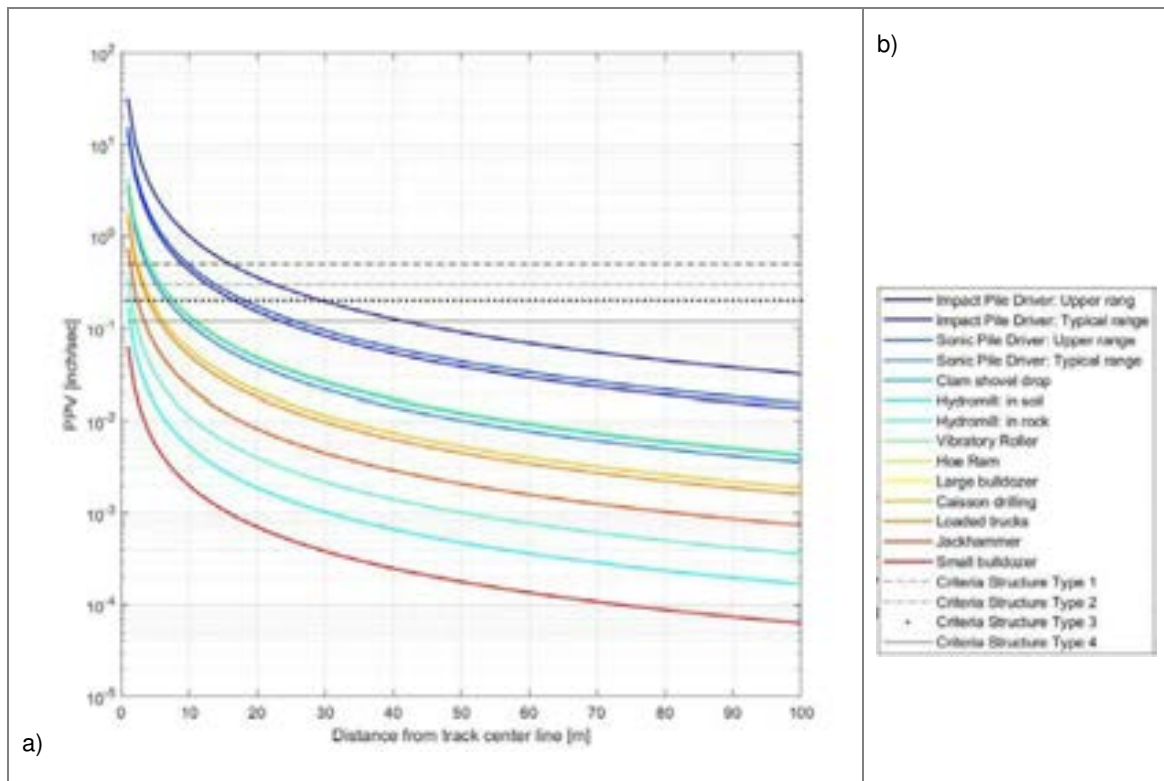 a)
10²
10¹
10⁰
10⁻¹
10⁻²
10⁻³
10⁻⁴
10⁻⁵
PPV [inch/sec]
0 10 20 30 40 50 60 70 80 90 100
Distance from track center line [m]
b)
Impact Pile Driver: Upper rang
Impact Pile Driver: Typical range
Sonic Pile Driver: Upper range
Sonic Pile Driver: Typical range
Clam shovel drop
Hydromill: in soil
Hydromill: in rock
Vibratory Roller
Hoe Ram
Large bulldozer
Caisson drilling
Loaded trucks
Jackhammer
Small bulldozer
Criteria Structure Type 1
Criteria Structure Type 2
Criteria Structure Type 3
Criteria Structure Type 4